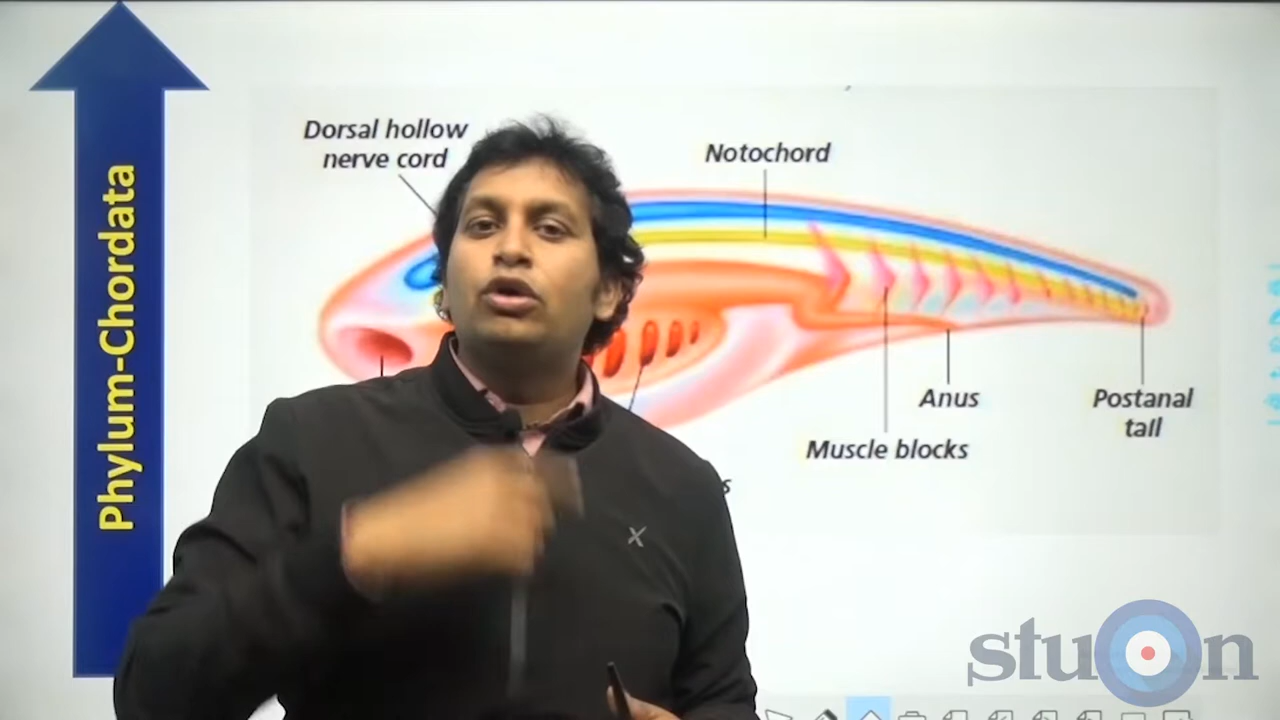 Phylum-Chordata
Dorsal hollow
nerve cord
Notochord
Anus
Postanal
tail
Muscle blocks
s
stuOn